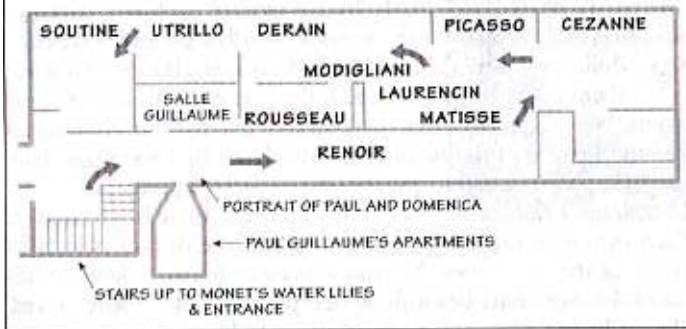 SOUTINE UTRILLO DERAIN PICASSO CEZANNE
MODIGLIANI
SALLE
GUILLAUME
LAURENCIN
ROUSSEAU
MATISSE
RENOIR
PORTRAIT OF PAUL AND DOMENICA
PAUL GUILLAUME'S APARTMENTS
STAIRS UP TO MONET'S WATER LILIES
& ENTRANCE